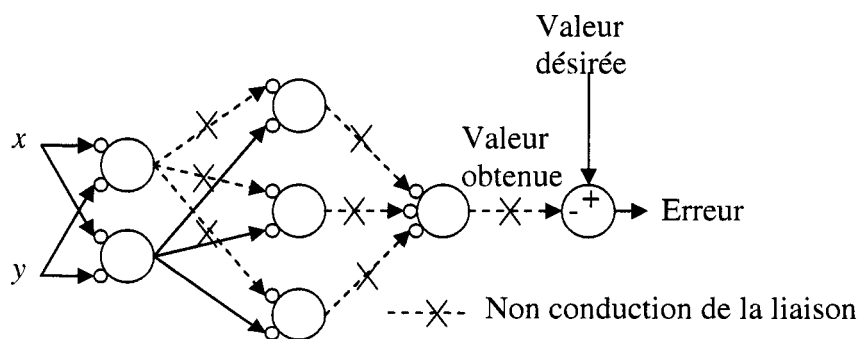 Valeur
désirée
x
Valeur
obtenue
+
-
Erreur
y
Non conduction de la liaison